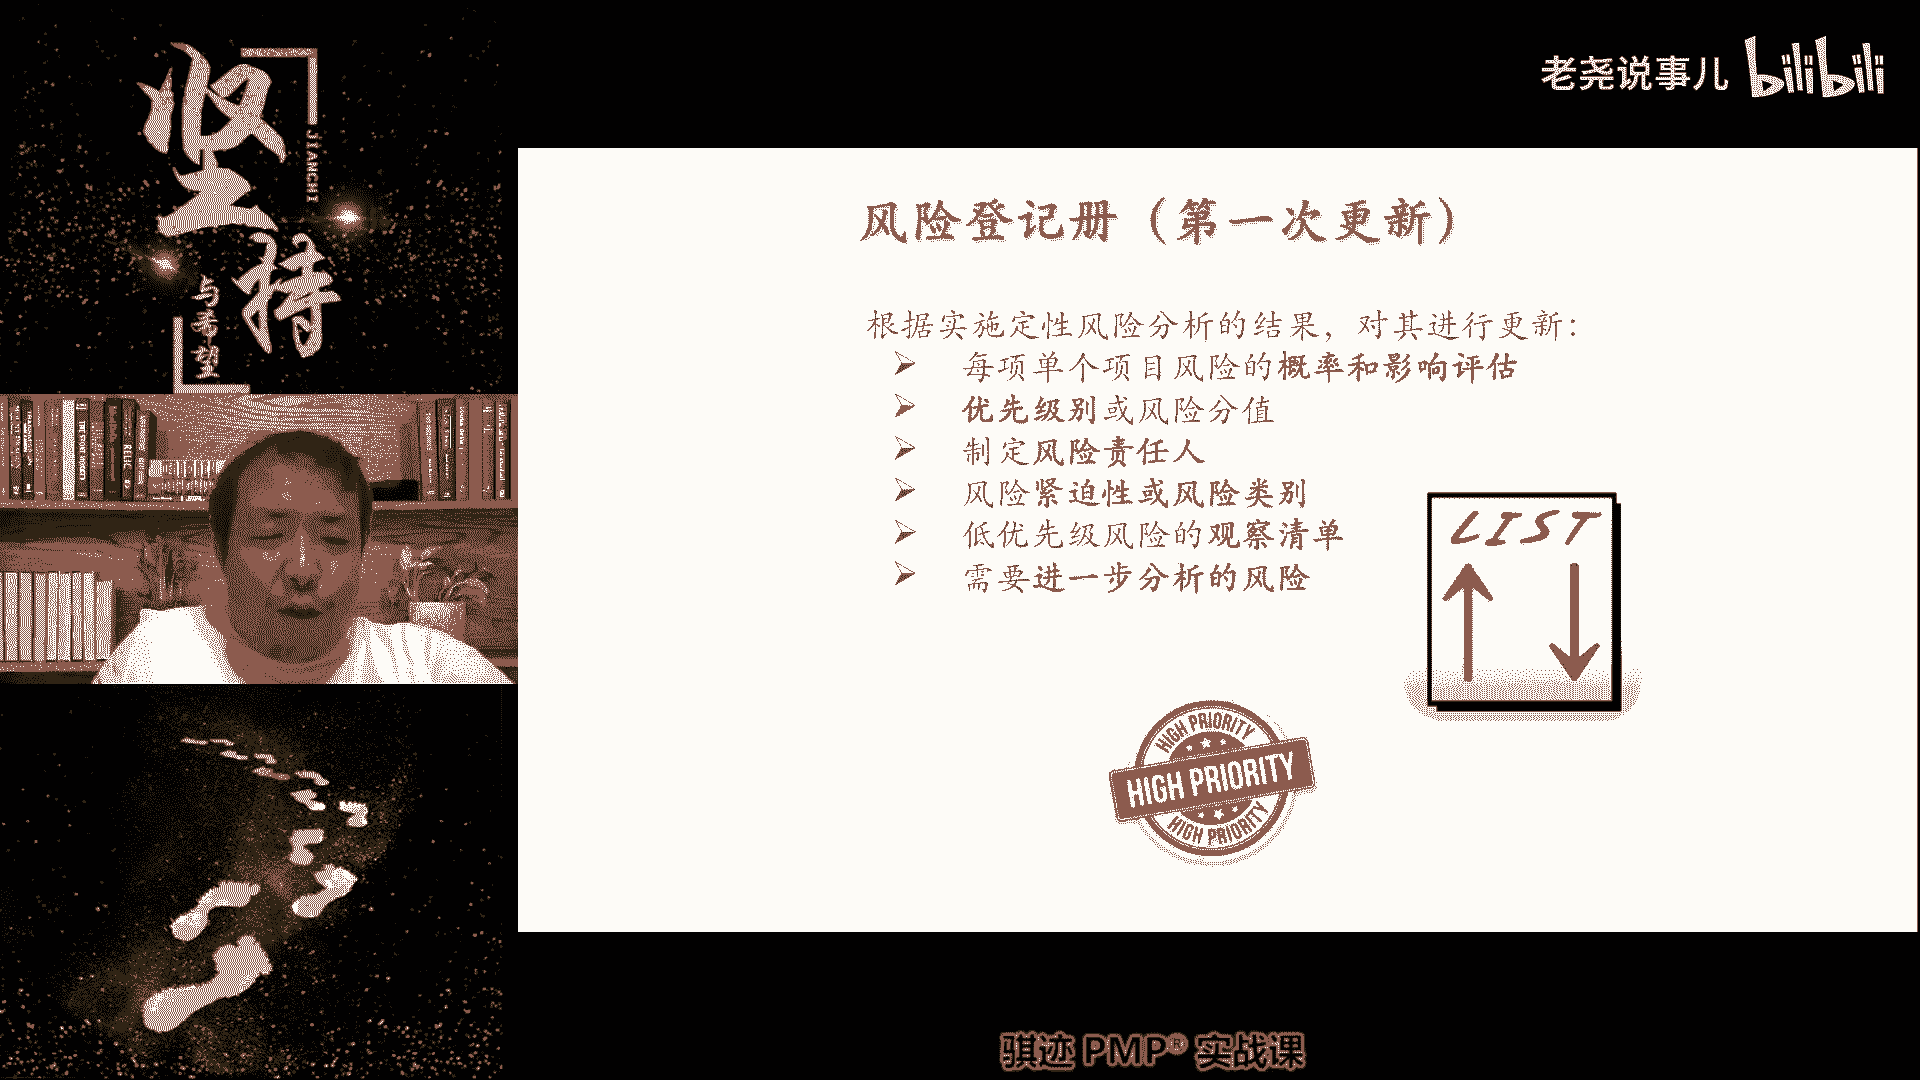 坚持
JIANCHI
与希望
老尧说事儿 bilibili
风险登记册（第一次更新）
根据实施定性风险分析的结果，对其进行更新：
➢ 每项单个项目风险的概率和影响评估
➢ 优先级别或风险分值
➢ 制定风险责任人
➢ 风险紧迫性或风险类别
➢ 低优先级风险的观察清单
➢ 需要进一步分析的风险
LIST
HIGH PRIORITY
HIGH PRIORITY
HIGH PRIORITY
骐迹 PMP® 实战课